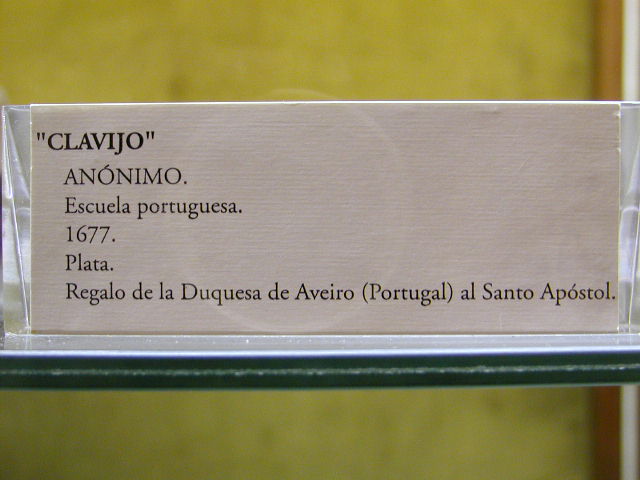 "CLAVIJO"
ANÓNIMO.
Escuela portuguesa.
1677.
Plata.
Regalo de la Duquesa de Aveiro (Portugal) al Santo Apóstol.